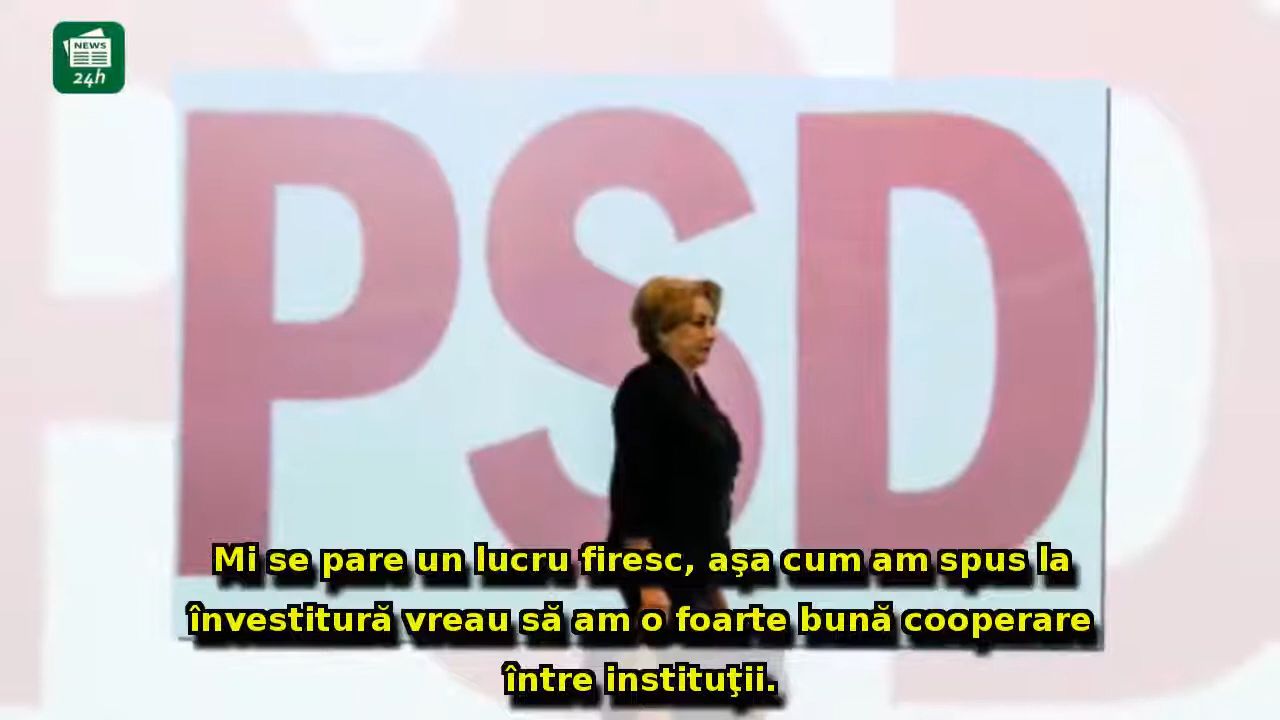 NEWS
24h
PSD
Mi se pare un lucru firesc, aşa cum am spus la
învestitură vreau să am o foarte bună cooperare
între instituţii.